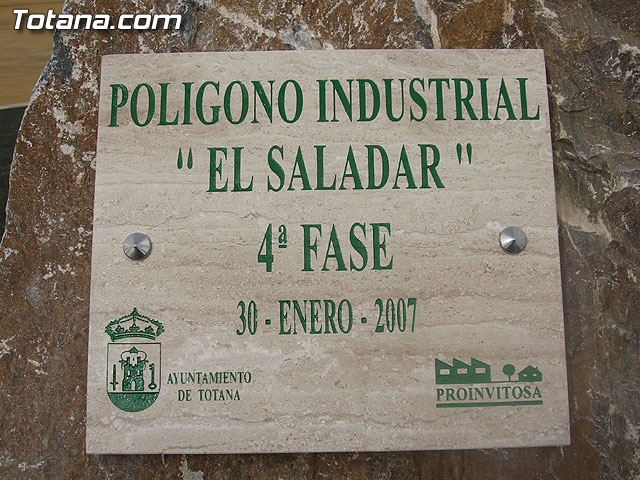 Totana.com
POLIGONO INDUSTRIAL
" EL SALADAR "
4ª FASE
30 - ENERO - 2007
AYUNTAMIENTO
DE TOTANA
PROINVITOSA